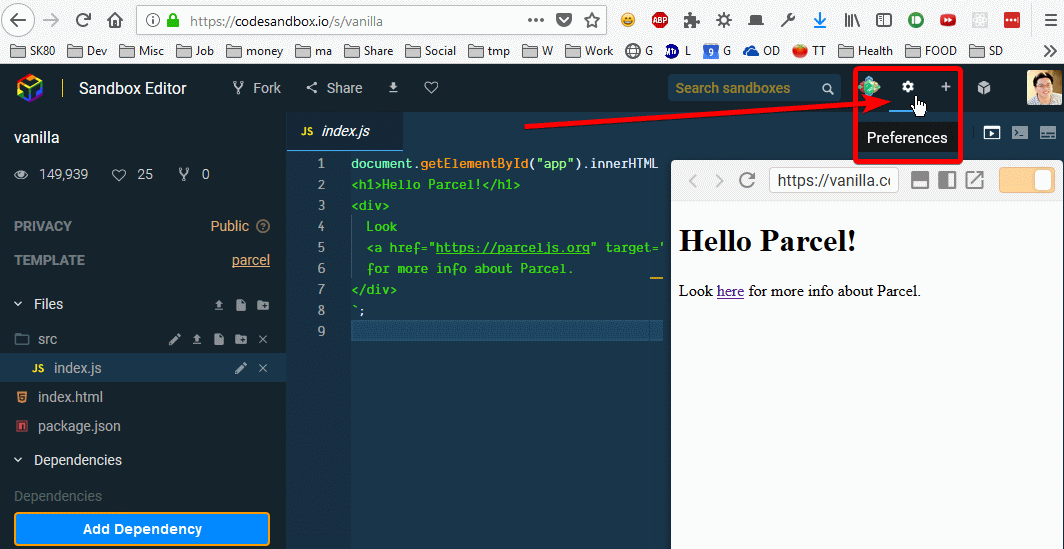 https://codesandbox.io/s/vanilla
ABP
SK80 Dev Misc Job money ma Share Social tmp W Work G L G OD TT Health FOOD SD
Sandbox Editor Fork Share Search sandboxes
Preferences
vanilla
149,939 25 0
PRIVACY Public ?
TEMPLATE parcel
Files
src
JS index.js
index.html
package.json
Dependencies
Dependencies
Add Dependency
JS index.js
1 document.getElementById("app").innerHTML
2 <h1>Hello Parcel!</h1>
3 <div>
4 Look
5 <a href="https://parceljs.org" target="
6 for more info about Parcel.
7 </div>
8 `;
9
https://vanilla.co
Hello Parcel!
Look here for more info about Parcel.